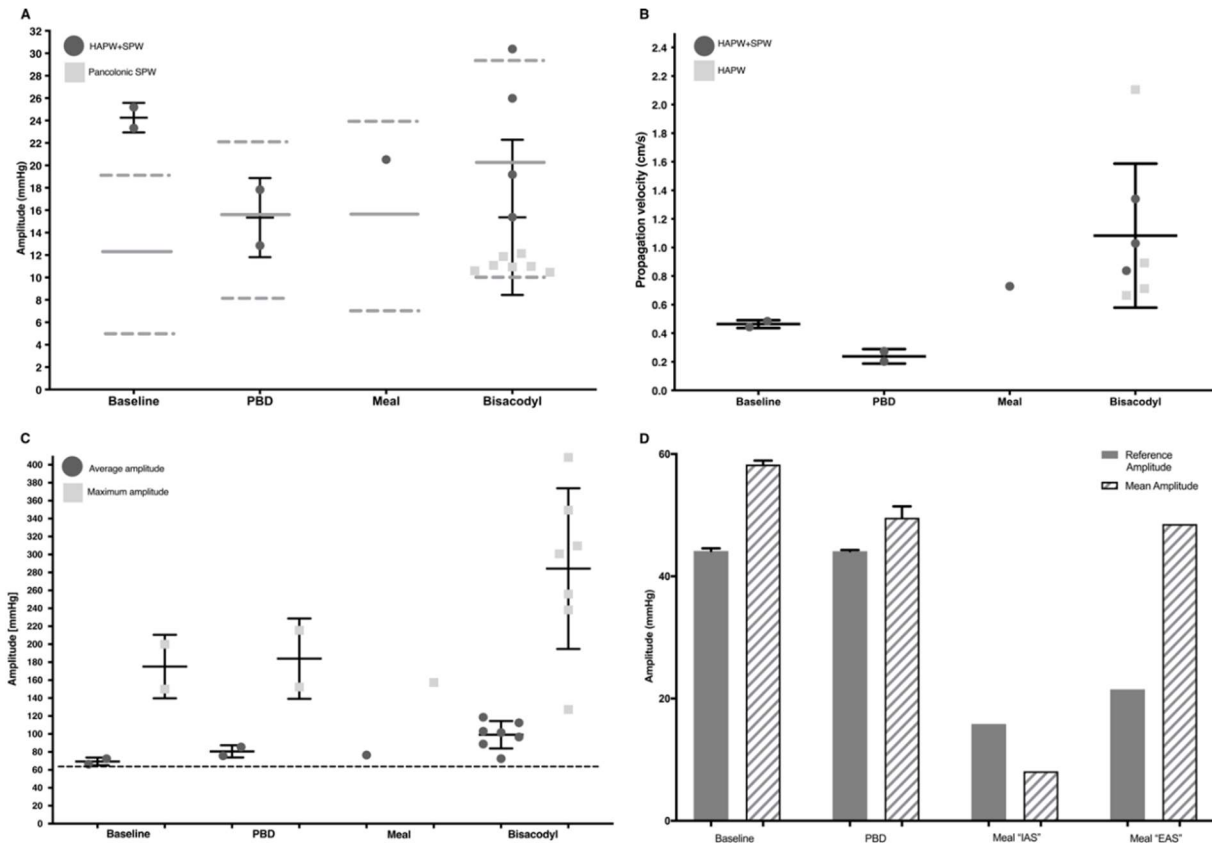 A
HAPW+SPW
Pancolonic SPW
Amplitude (mmHg)
32
30
28
26
24
22
20
18
16
14
12
10
8
6
4
2
0
Baseline PBD Meal Bisacodyl
B
HAPW+SPW
HAPW
Propagation velocity (cm/s)
2.4
2.2
2.0
1.8
1.6
1.4
1.2
1.0
0.8
0.6
0.4
0.2
0.0
Baseline PBD Meal Bisacodyl
C
Average amplitude
Maximum amplitude
Amplitude [mmHg]
400
380
360
340
320
300
280
260
240
220
200
180
160
140
120
100
80
60
40
20
0
Baseline PBD Meal Bisacodyl
D
Reference
Amplitude
Mean Amplitude
Amplitude (mmHg)
60
40
20
0
Baseline PBD Meal "IAS" Meal "EAS"